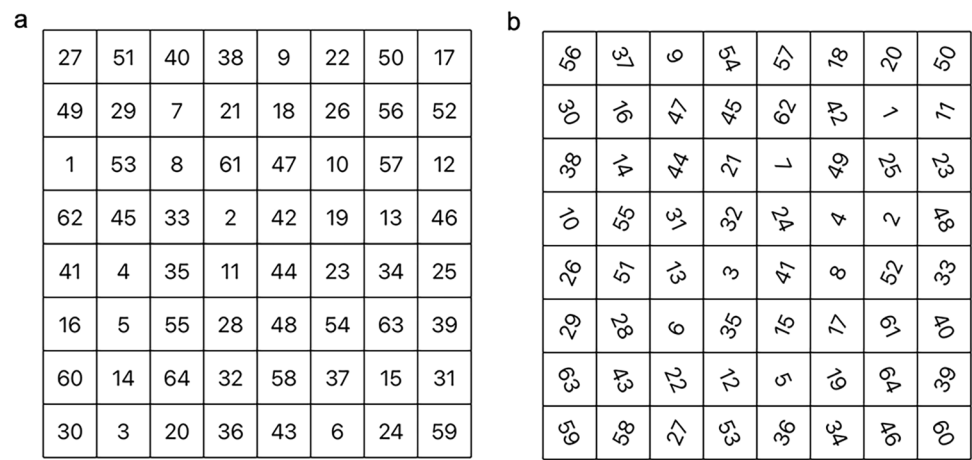 a
27 51 40 38 9 22 50 17
49 29 7 21 18 26 56 52
1 53 8 61 47 10 57 12
62 45 33 2 42 19 13 46
41 4 35 11 44 23 34 25
16 5 55 28 48 54 63 39
60 14 64 32 58 37 15 31
30 3 20 36 43 6 24 59
b
56 37 9 54 57 18 20 50
30 16 47 45 62 42 1 11
38 14 44 21 7 49 25 23
10 55 31 32 24 4 2 48
26 51 13 3 41 8 52 33
29 28 6 35 15 17 61 40
63 43 22 12 5 19 64 39
59 58 27 53 36 34 46 60